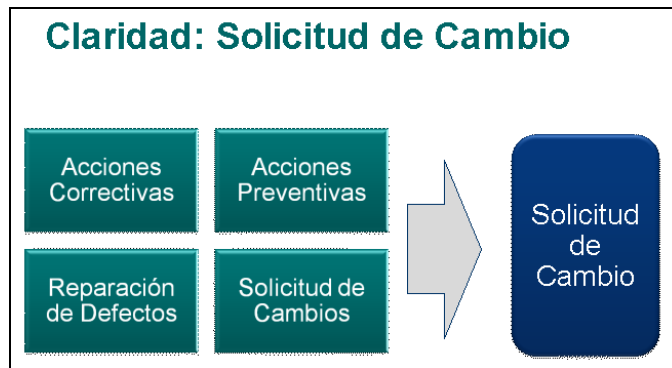 Claridad: Solicitud de Cambio
Acciones
Correctivas
Acciones
Preventivas
Reparación
de Defectos
Solicitud de
Cambios
Solicitud
de
Cambio